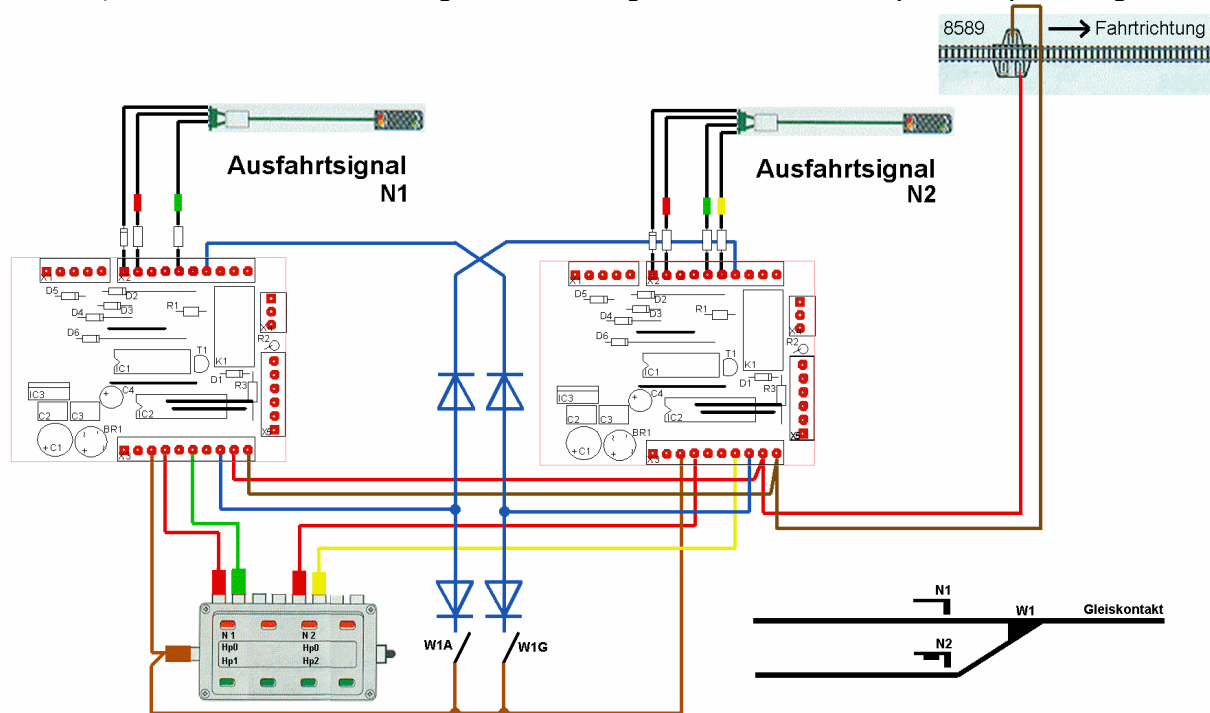 8589 Fahrtrichtung
Ausfahrtsignal
N1
Ausfahrtsignal
N2
X1
X2
D5
D2
D4
D3
R1
D6
X4
R2
T1
K1
IC1
D1
R3
IC3
C4
C2
C3
IC2
BR1
+C1
X5
X3
X1
X2
D5
D2
D4
D3
R1
D6
X4
R2
T1
K1
IC1
D1
R3
IC3
C4
C2
C3
IC2
BR1
+C1
X5
X3
N 1
N 2
Hp0
Hp0
Hp1
Hp2
W1A
W1G
N1
W1
Gleiskontakt
N2